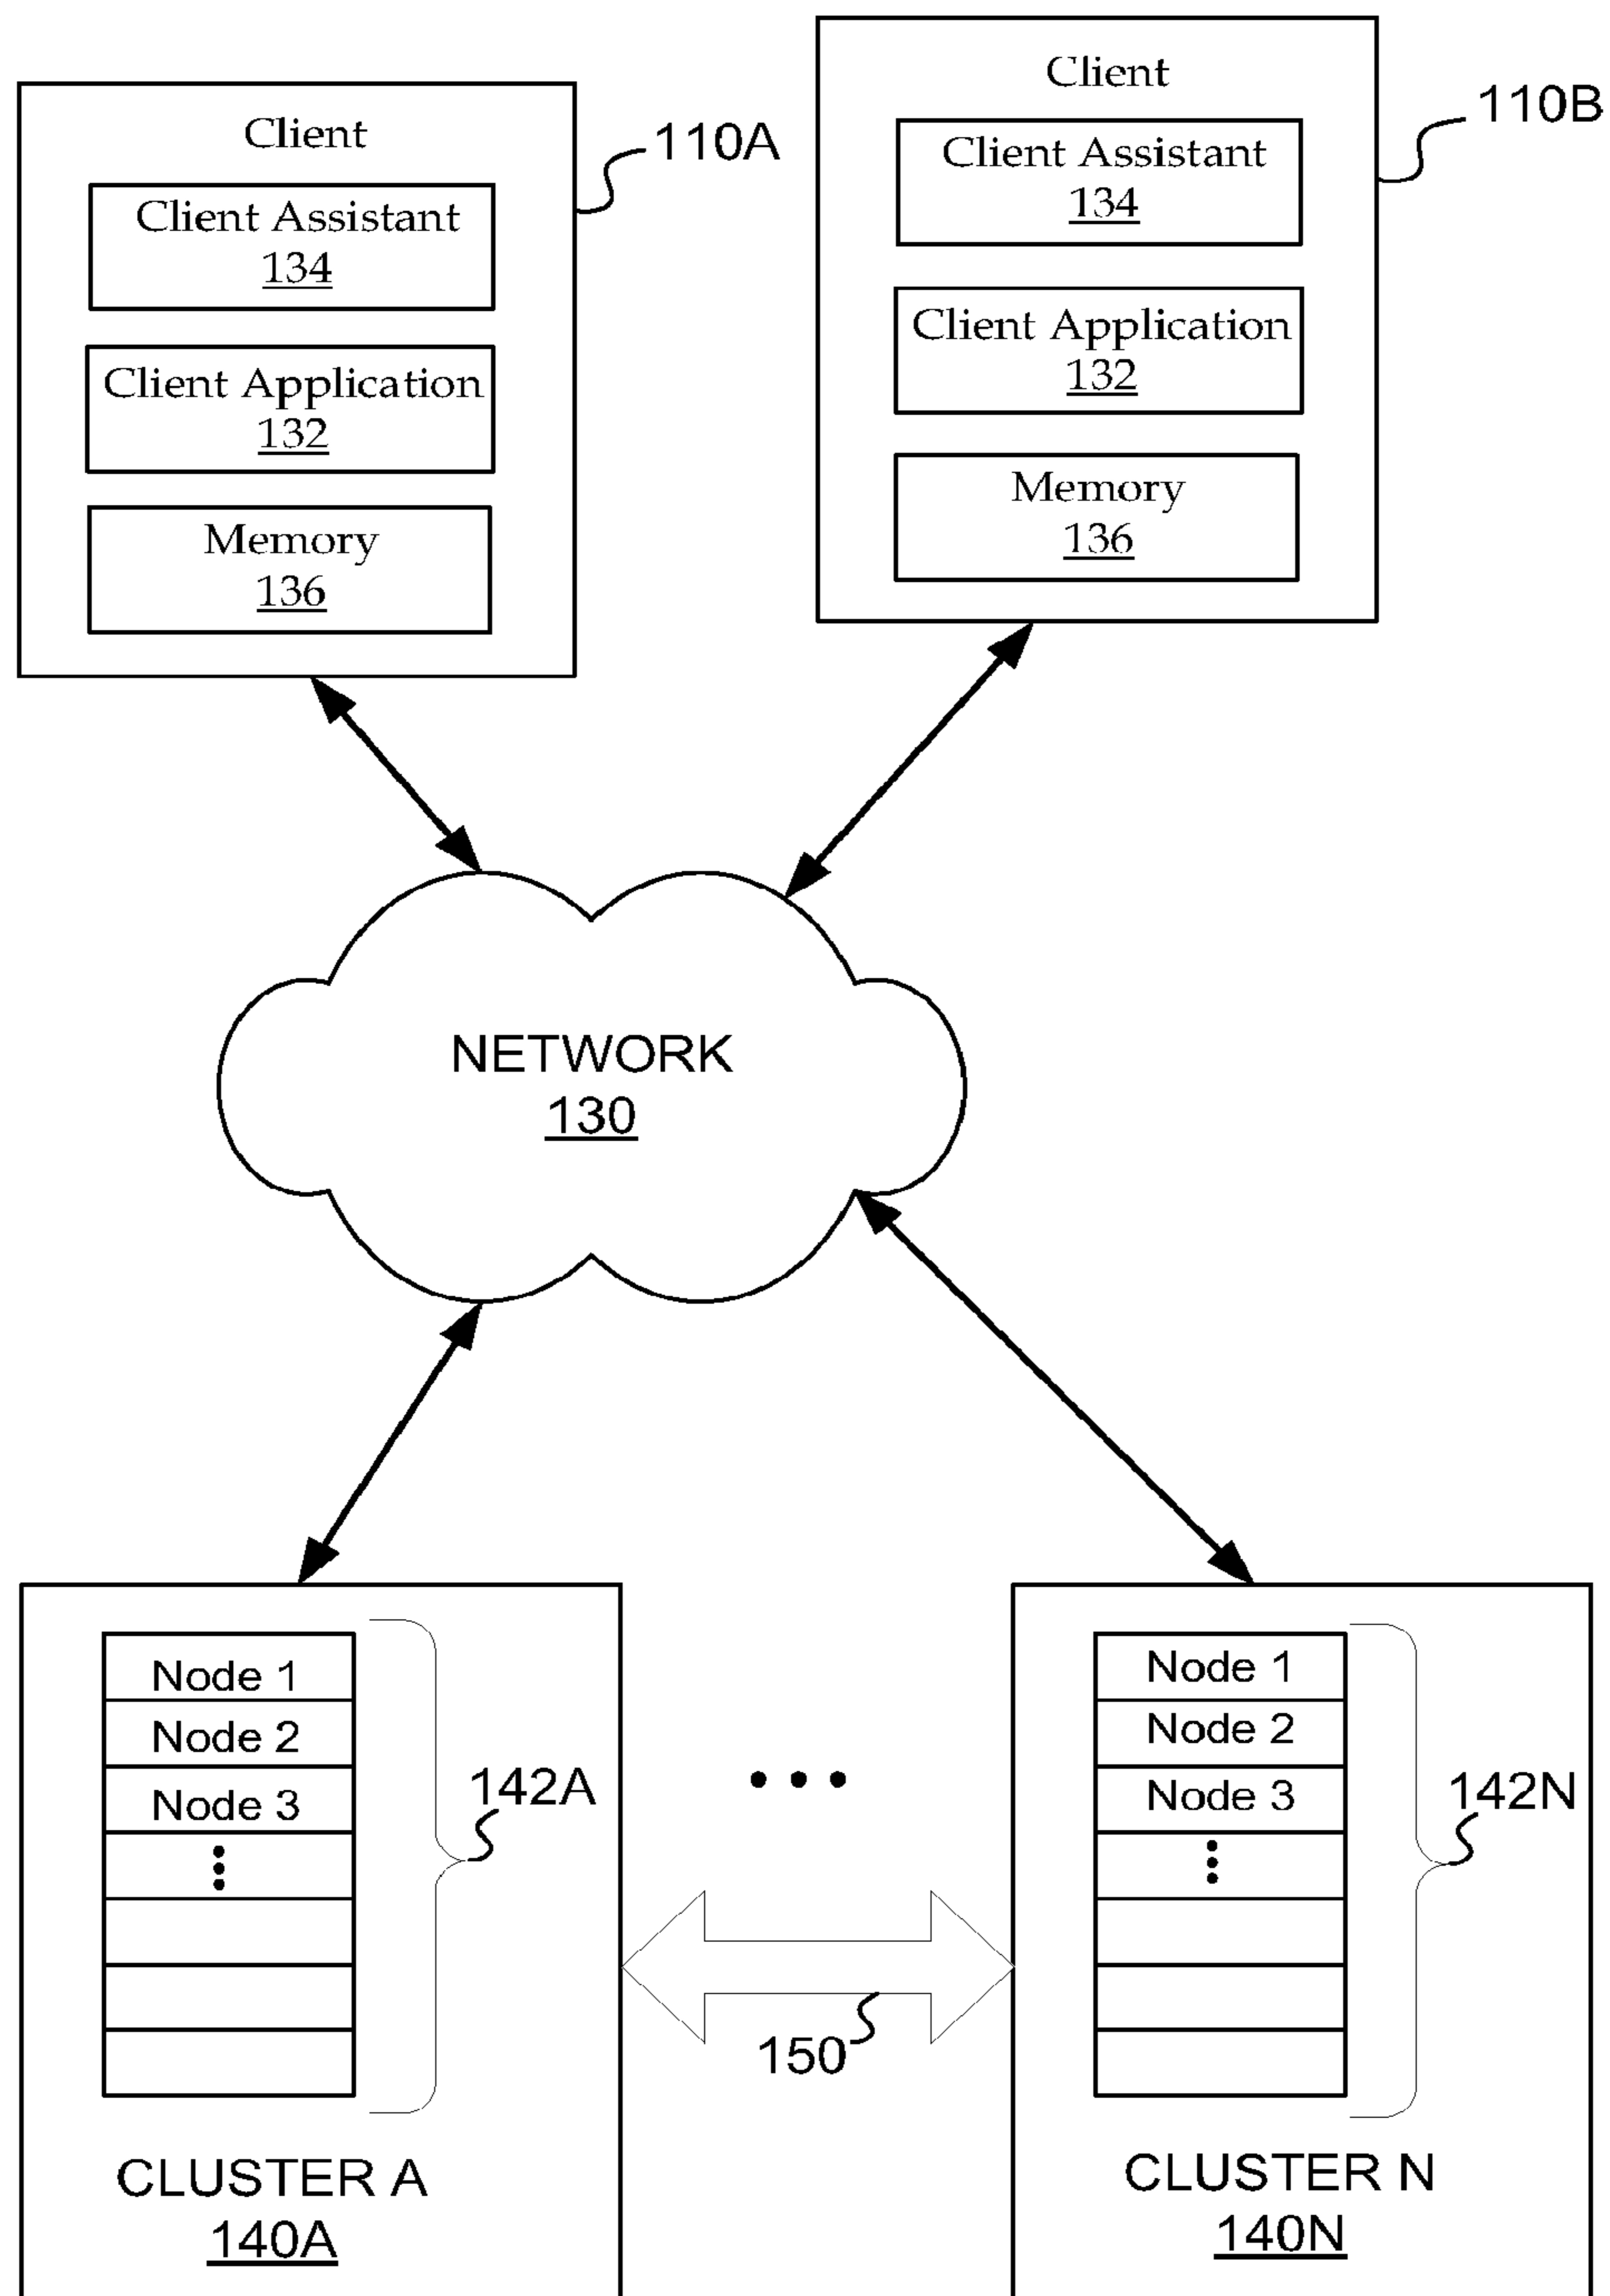 Client
110A
Client Assistant
134
Client Application
132
Memory
136
Client
110B
Client Assistant
134
Client Application
132
Memory
136
NETWORK
130
Node 1
Node 2
Node 3
142A
CLUSTER A
140A
• • •
150
Node 1
Node 2
Node 3
142N
CLUSTER N
140N